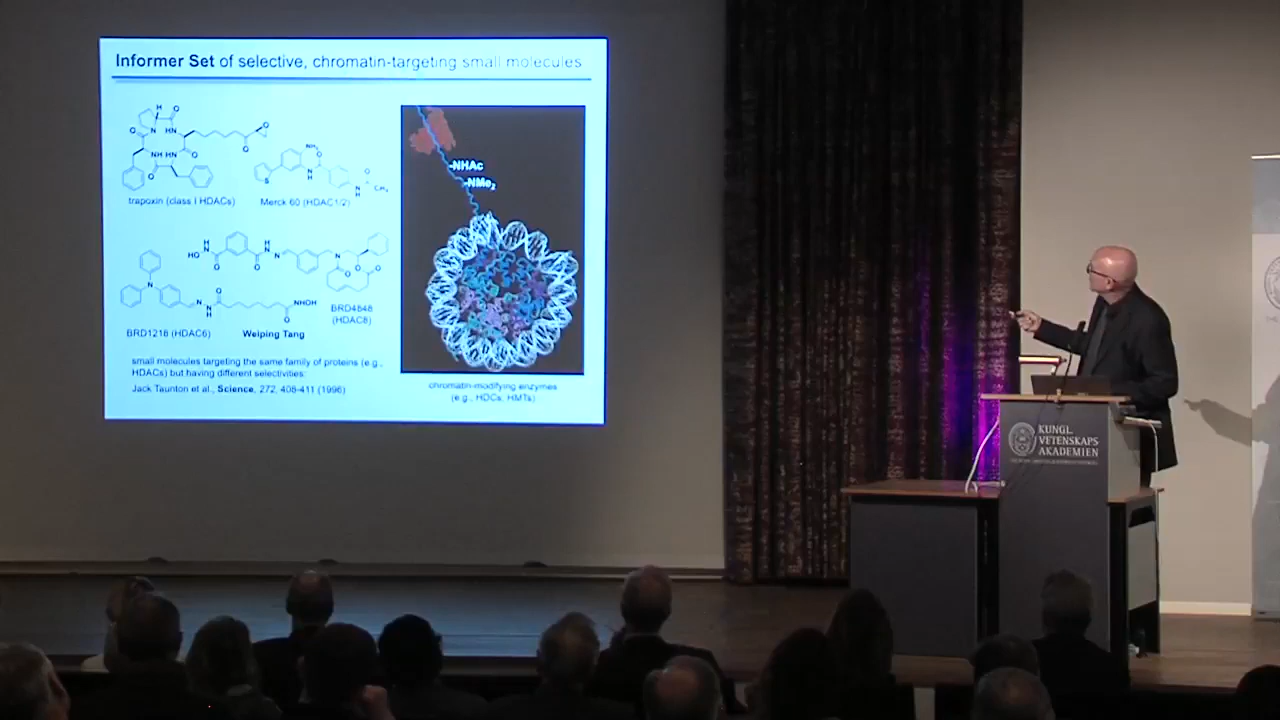 Informer Set of selective, chromatin-targeting small molecules
trapoxin (class I HDACs)
Merck 60 (HDAC1/2)
BRD1218 (HDAC6)
Weiping Tang
BRD4848
(HDAC8)
small molecules targeting the same family of proteins (e.g.,
HDACs) but having different selectivities:
Jack Taunton et al., Science, 272, 408-411 (1996)
-NHAc
-NMe₂
chromatin-modifying enzymes
(e.g., HDCs, HMTs)
KUNGL.
VETENSKAPS
AKADEMIEN